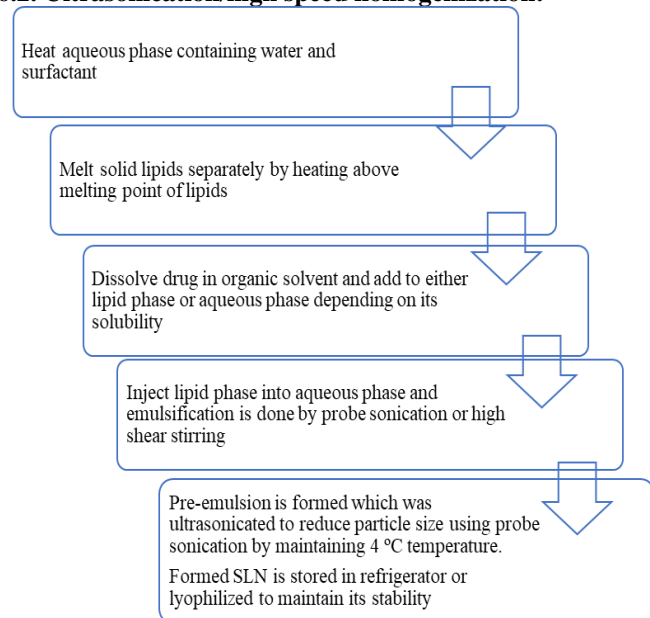 Ultrasonication/high speed homogenization:
Heat aqueous phase containing water and
surfactant
Melt solid lipids separately by heating above
melting point of lipids
Dissolve drug in organic solvent and add to either
lipid phase or aqueous phase depending on its
solubility
Inject lipid phase into aqueous phase and
emulsification is done by probe sonication or high
shear stirring
Pre-emulsion is formed which was
ultrasonicated to reduce particle size using probe
sonication by maintaining 4 °C temperature.
Formed SLN is stored in refrigerator or
lyophilized to maintain its stability